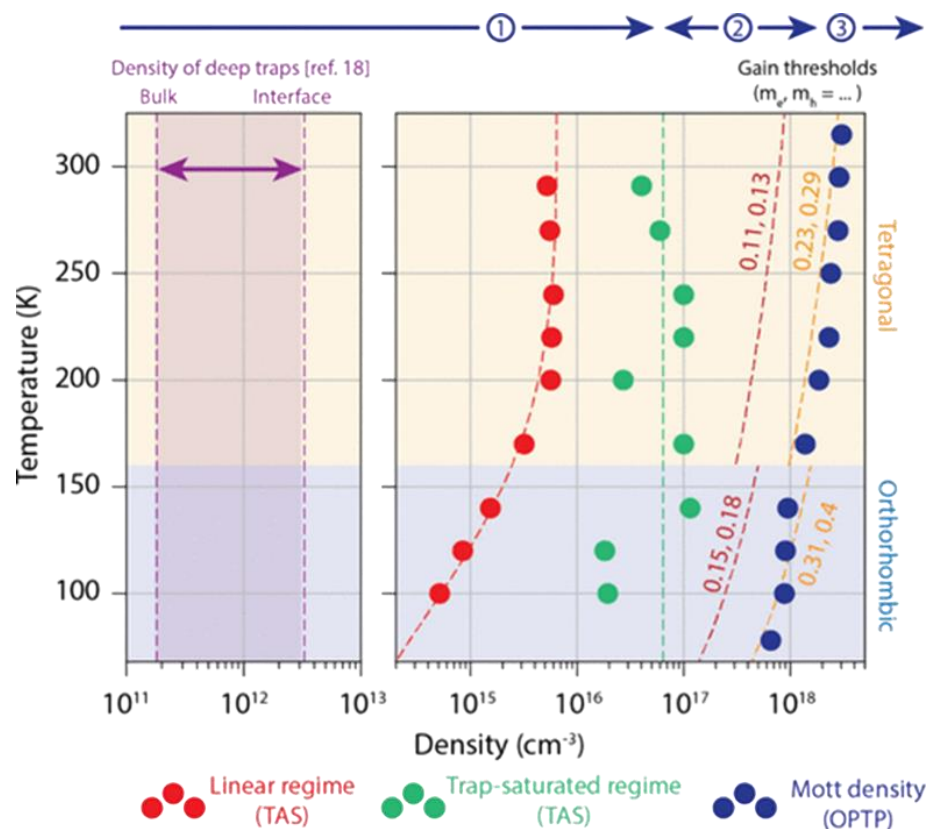 ① ② ③
Density of deep traps [ref. 18]
Bulk Interface
Gain thresholds
(mₑ, mₕ = ... )
Temperature (K)
300
250
200
150
100
0.11, 0.13
0.23, 0.29
0.15, 0.18
0.31, 0.4
Tetragonal
Orthorhombic
10¹¹ 10¹² 10¹³ 10¹⁵ 10¹⁶ 10¹⁷ 10¹⁸
Density (cm⁻³)
Linear regime
(TAS)
Trap-saturated regime
(TAS)
Mott density
(OPTP)